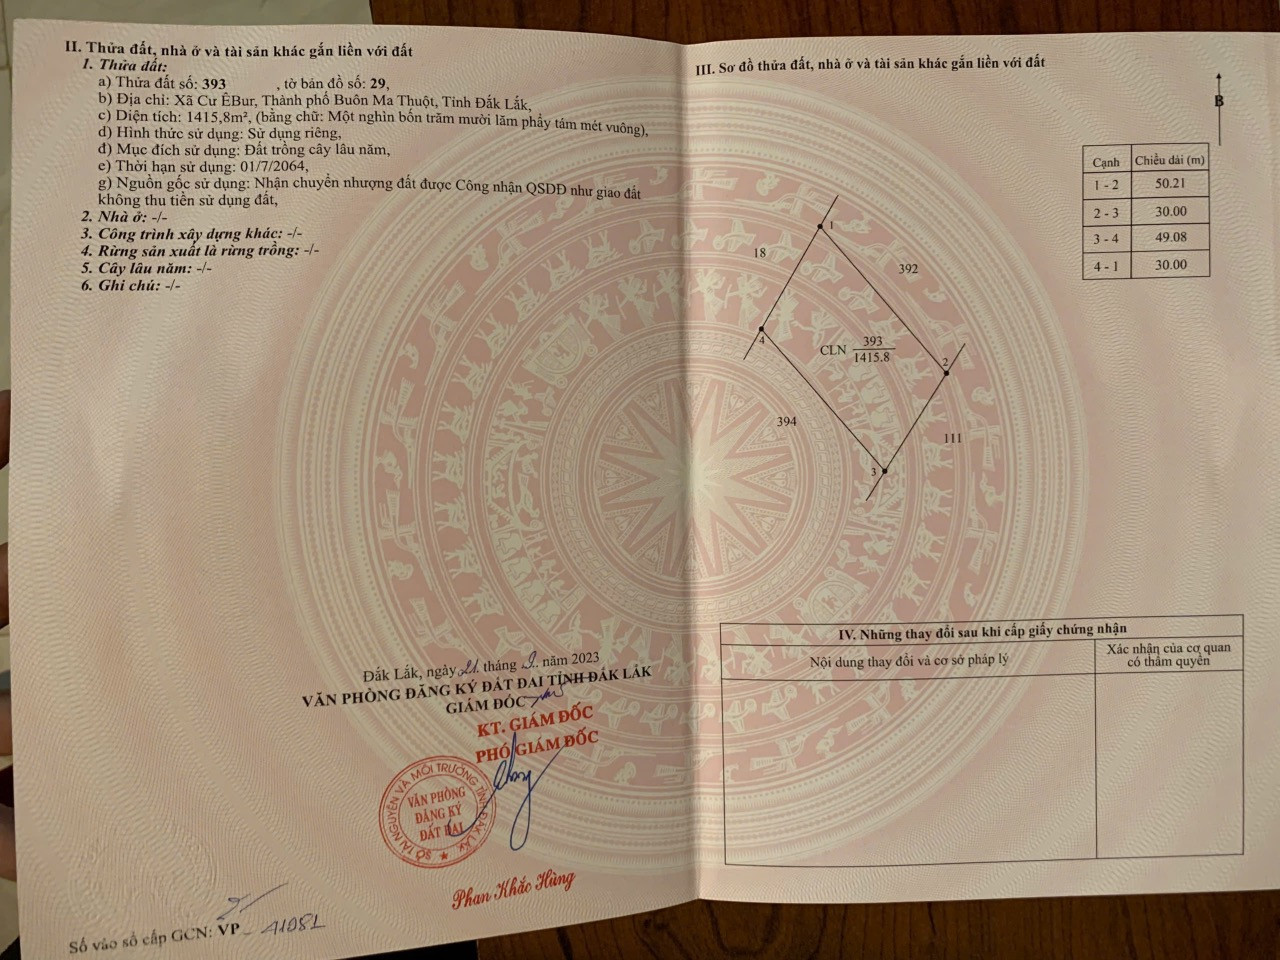 II. Thửa đất, nhà ở và tài sản khác gắn liền với đất
1. Thửa đất:
a) Thửa đất số: 393 , tờ bản đồ số: 29,
b) Địa chỉ: Xã Cư ÊBur, Thành phố Buôn Ma Thuột, Tỉnh Đắk Lắk,
c) Diện tích: 1415,8m², (bằng chữ: Một nghìn bốn trăm mười lăm phẩy tám mét vuông),
d) Hình thức sử dụng: Sử dụng riêng,
đ) Mục đích sử dụng: Đất trồng cây lâu năm,
e) Thời hạn sử dụng: 01/7/2064,
g) Nguồn gốc sử dụng: Nhận chuyển nhượng đất được Công nhận QSDĐ như giao đất
không thu tiền sử dụng đất,
2. Nhà ở: -/-
3. Công trình xây dựng khác: -/-
4. Rừng sản xuất là rừng trồng: -/-
5. Cây lâu năm: -/-
6. Ghi chú: -/-
Đắk Lắk, ngày 21 tháng 9 năm 2023
VĂN PHÒNG ĐĂNG KÝ ĐẤT ĐAI TỈNH ĐẮK LẮK
GIÁM ĐỐC
KT. GIÁM ĐỐC
PHÓ GIÁM ĐỐC
SỞ TÀI NGUYÊN VÀ MÔI TRƯỜNG TỈNH ĐẮK LẮK
VĂN PHÒNG
ĐĂNG KÝ
ĐẤT ĐAI
Phan Khắc Hùng
Số vào sổ cấp GCN: VP
III. Sơ đồ thửa đất, nhà ở và tài sản khác gắn liền với đất
B
Cạnh Chiều dài (m)
1 - 2 50.21
2 - 3 30.00
3 - 4 49.08
4 - 1 30.00
1
18
392
4
CLN 393
1415.8
2
394
111
3
IV. Những thay đổi sau khi cấp giấy chứng nhận
Nội dung thay đổi và cơ sở pháp lý
Xác nhận của cơ quan
có thẩm quyền